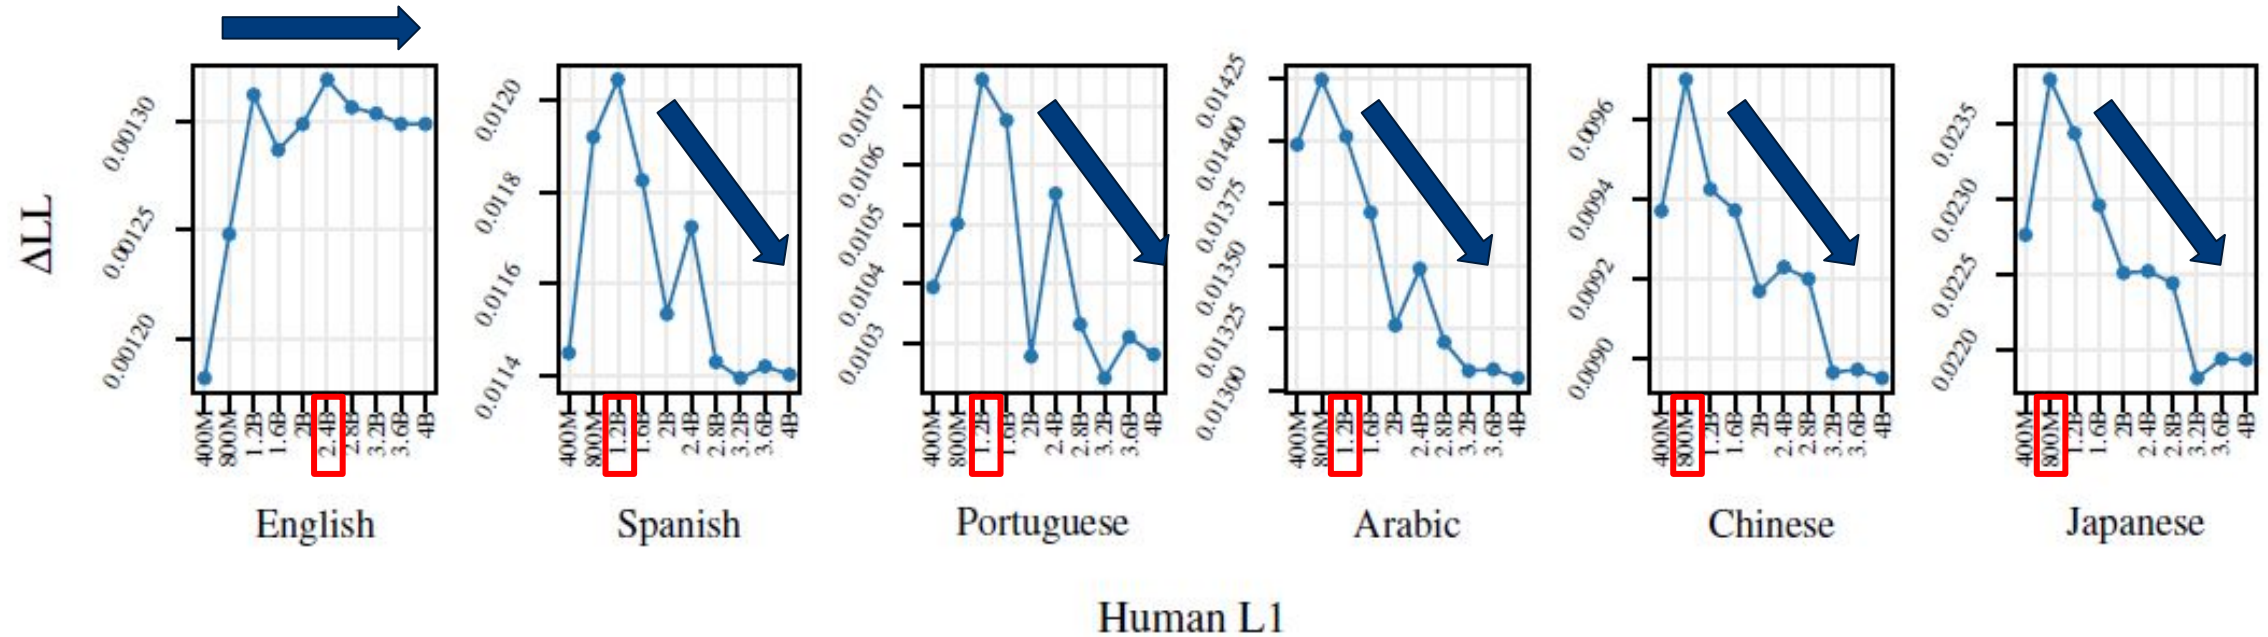 ΔLL
0.00130
0.00125
0.00120
400M 800M 1.2B 1.6B 2B 2.4B 2.8B 3.2B 3.6B 4B
English
0.0120
0.0118
0.0116
0.0114
400M 800M 1.2B 1.6B 2B 2.4B 2.8B 3.2B 3.6B 4B
Spanish
0.0107
0.0106
0.0105
0.0104
0.0103
400M 800M 1.2B 1.6B 2B 2.4B 2.8B 3.2B 3.6B 4B
Portuguese
0.01425
0.01400
0.01375
0.01350
0.01325
0.01300
400M 800M 1.2B 1.6B 2B 2.4B 2.8B 3.2B 3.6B 4B
Arabic
0.0096
0.0094
0.0092
0.0090
400M 800M 1.2B 1.6B 2B 2.4B 2.8B 3.2B 3.6B 4B
Chinese
0.0235
0.0230
0.0225
0.0220
400M 800M 1.2B 1.6B 2B 2.4B 2.8B 3.2B 3.6B 4B
Japanese
Human L1